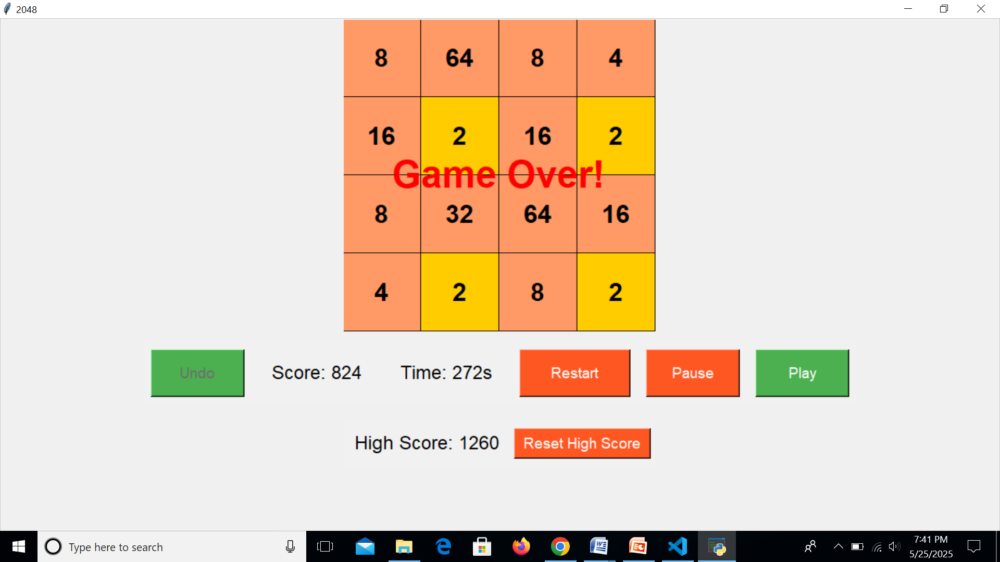 2048
8 64 8 4
16 2 16 2
Game Over!
8 32 64 16
4 2 8 2
Undo Score: 824 Time: 272s Restart Pause Play
High Score: 1260 Reset High Score
Type here to search
7:41 PM
5/25/2025